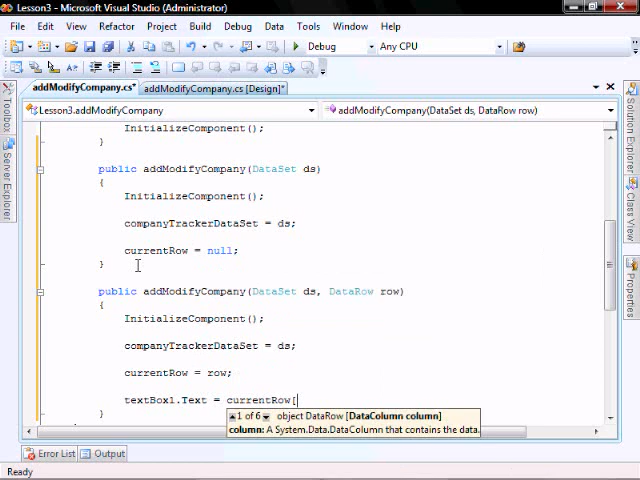 Lesson3 - Microsoft Visual Studio (Administrator)
File Edit View Refactor Project Build Debug Data Tools Window Help
Debug Any CPU
addModifyCompany.cs* addModifyCompany.cs [Design]*
Lesson3.addModifyCompany addModifyCompany(DataSet ds, DataRow row)
Toolbox
Server Explorer
InitializeComponent();
}
public addModifyCompany(DataSet ds)
{
InitializeComponent();
companyTrackerDataSet = ds;
currentRow = null;
}
public addModifyCompany(DataSet ds, DataRow row)
{
InitializeComponent();
companyTrackerDataSet = ds;
currentRow = row;
textBox1.Text = currentRow[
}
1 of 6 object DataRow [DataColumn column]
column: A System.Data.DataColumn that contains the data.
Solution Explorer
Class View
Properties
Error List Output
Ready